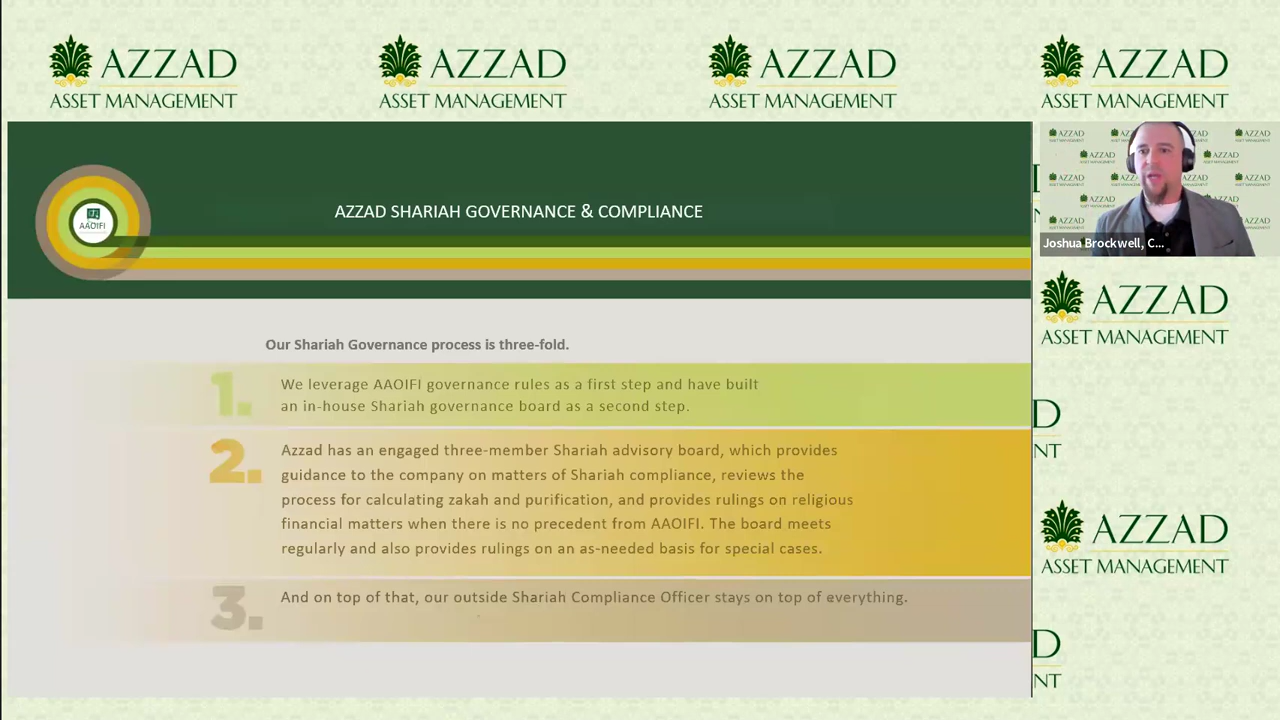 AZZAD
ASSET MANAGEMENT
AZZAD
ASSET MANAGEMENT
AZZAD
ASSET MANAGEMENT
AZZAD
ASSET MANAGEMENT
AAOIFI
AZZAD SHARIAH GOVERNANCE & COMPLIANCE
Joshua Brockwell, C...
Our Shariah Governance process is three-fold.
1. We leverage AAOIFI governance rules as a first step and have built
an in-house Shariah governance board as a second step.
2. Azzad has an engaged three-member Shariah advisory board, which provides
guidance to the company on matters of Shariah compliance, reviews the
process for calculating zakah and purification, and provides rulings on religious
financial matters when there is no precedent from AAOIFI. The board meets
regularly and also provides rulings on an as-needed basis for special cases.
3. And on top of that, our outside Shariah Compliance Officer stays on top of everything.
AZZAD
ASSET MANAGEMENT
D
NT
AZZAD
ASSET MANAGEMENT
D
NT